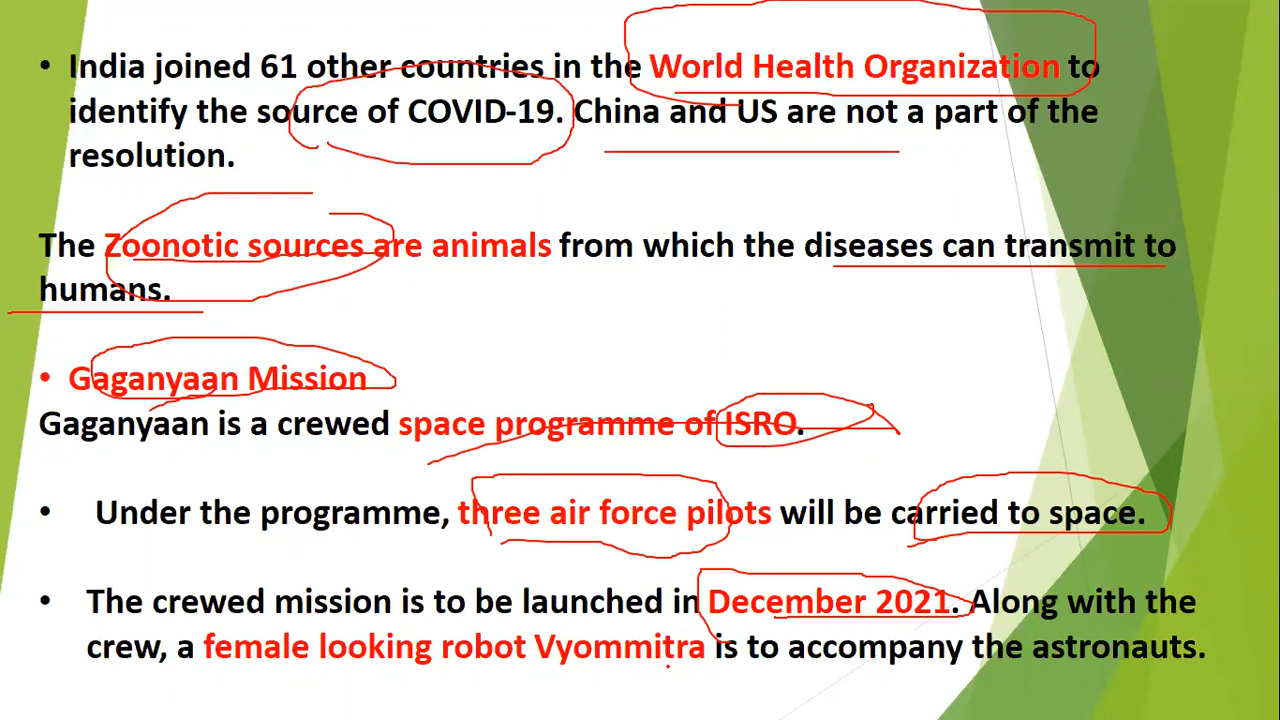 • India joined 61 other countries in the World Health Organization to
identify the source of COVID-19. China and US are not a part of the
resolution.
The Zoonotic sources are animals from which the diseases can transmit to
humans.
• Gaganyaan Mission
Gaganyaan is a crewed space programme of ISRO.
• Under the programme, three air force pilots will be carried to space.
• The crewed mission is to be launched in December 2021. Along with the
crew, a female looking robot Vyommitra is to accompany the astronauts.